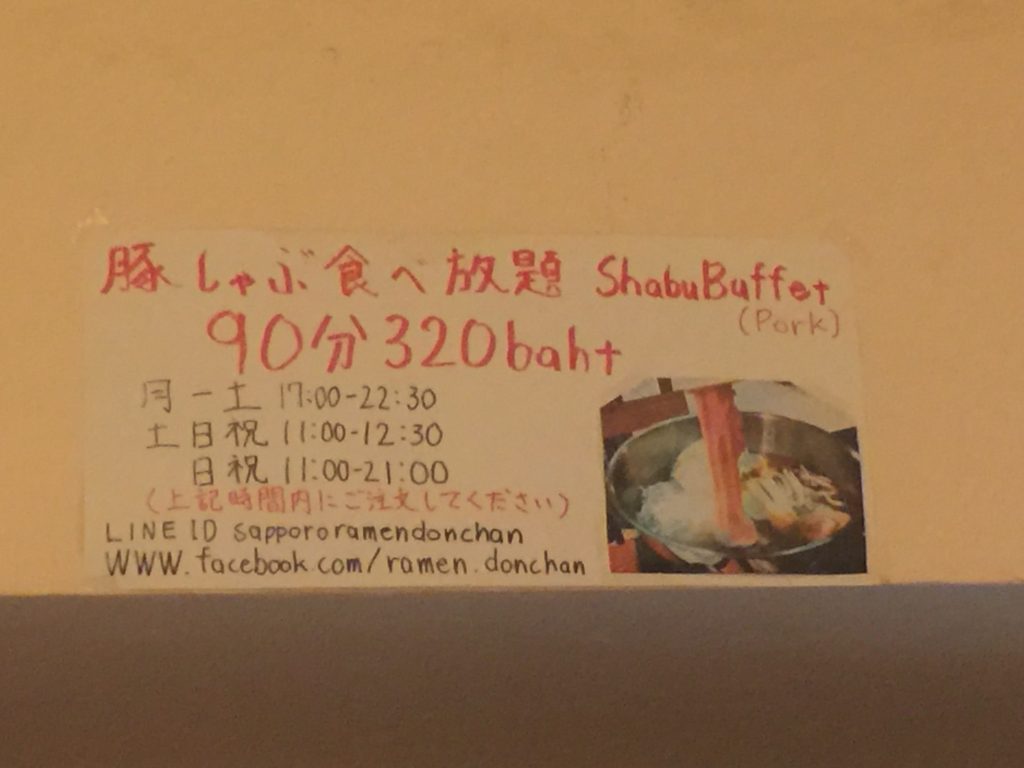 豚しゃぶ食べ放題 ShabuBuffet
(Pork)
90分320baht
月-土 17:00-22:30
土日祝 11:00-12:30
日祝 11:00-21:00
(上記時間内にご注文してください)
LINE ID sappororamendonchan
WWW.facebook.com/ramen.donchan